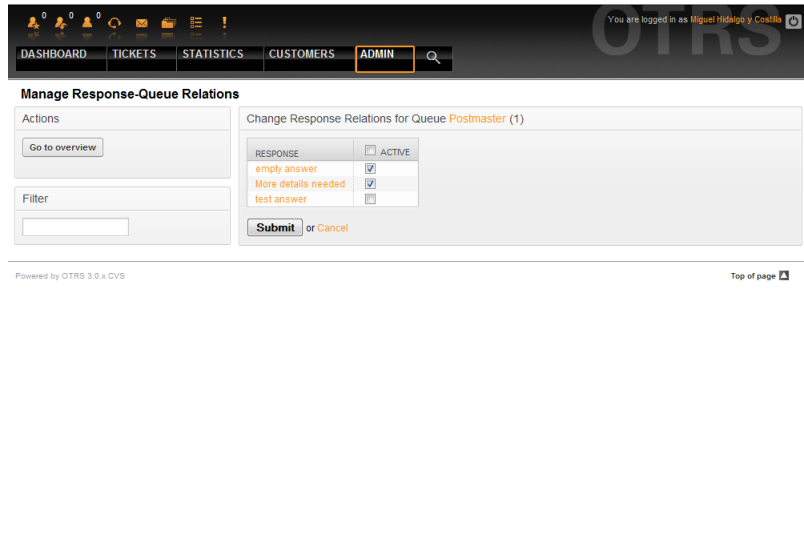 0 0 0
You are logged in as Miguel Hidalgo y Costilla
OTRS
DASHBOARD TICKETS STATISTICS CUSTOMERS ADMIN
Manage Response-Queue Relations
Actions
Go to overview
Filter
Change Response Relations for Queue Postmaster (1)
RESPONSE ACTIVE
empty answer
More details needed
test answer
Submit or Cancel
Powered by OTRS 3.0.x CVS
Top of page